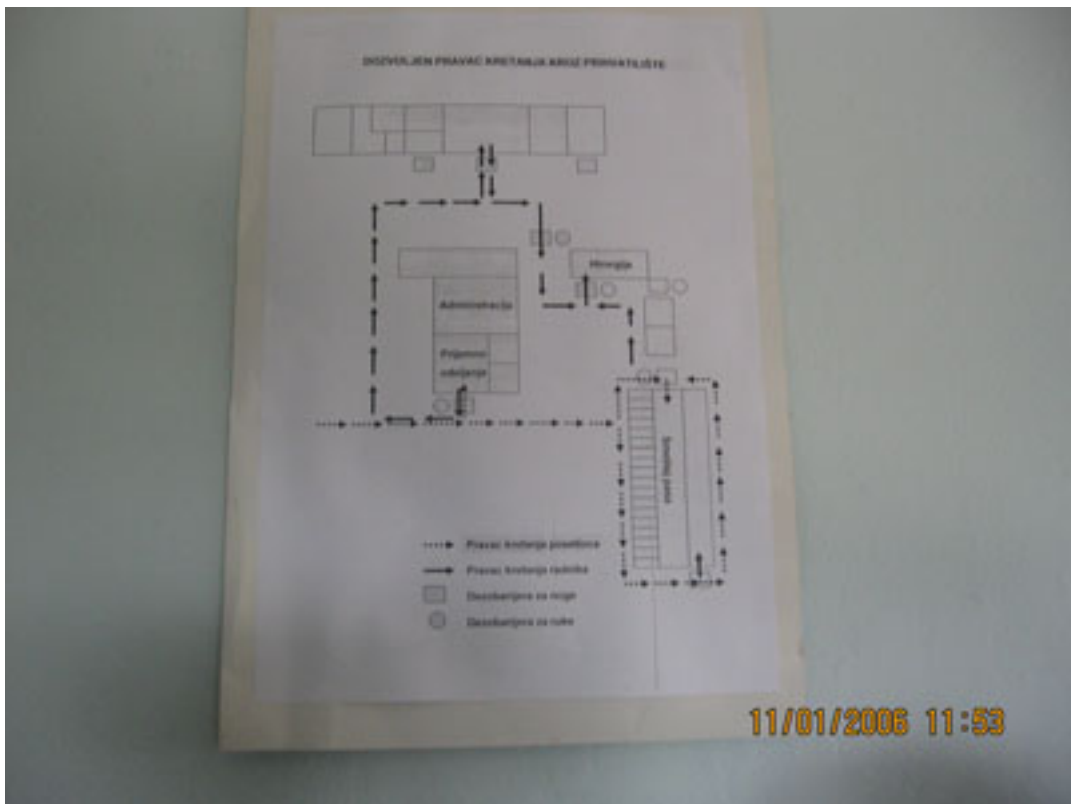 DOZVOLJEN PRAVAC KRETANJA KROZ PRIHVATILIŠTE
Hirurgija
Administracija
Prijemno
odeljenje
Pravac kretanja posetilaca
Pravac kretanja radnika
Dezobarijera za noge
Dezobarijera za ruke
11/01/2006 11:53